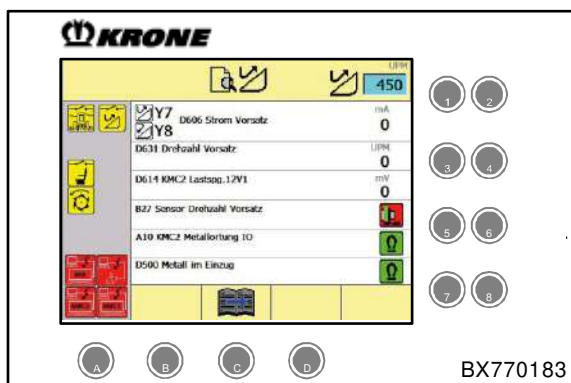 KRONE
UPM
450
Y7
Y8
D606 Strom Vorsatz
mA
0
D631 Drehzahl Vorsatz
UPM
0
D614 KMC2 Lastspg.12V1
mV
0
B27 Sensor Drehzahl Vorsatz
A10 KMC2 Metallortung IO
D500 Metall im Einzug
1
2
3
4
5
6
7
8
A
B
C
D
BX770183